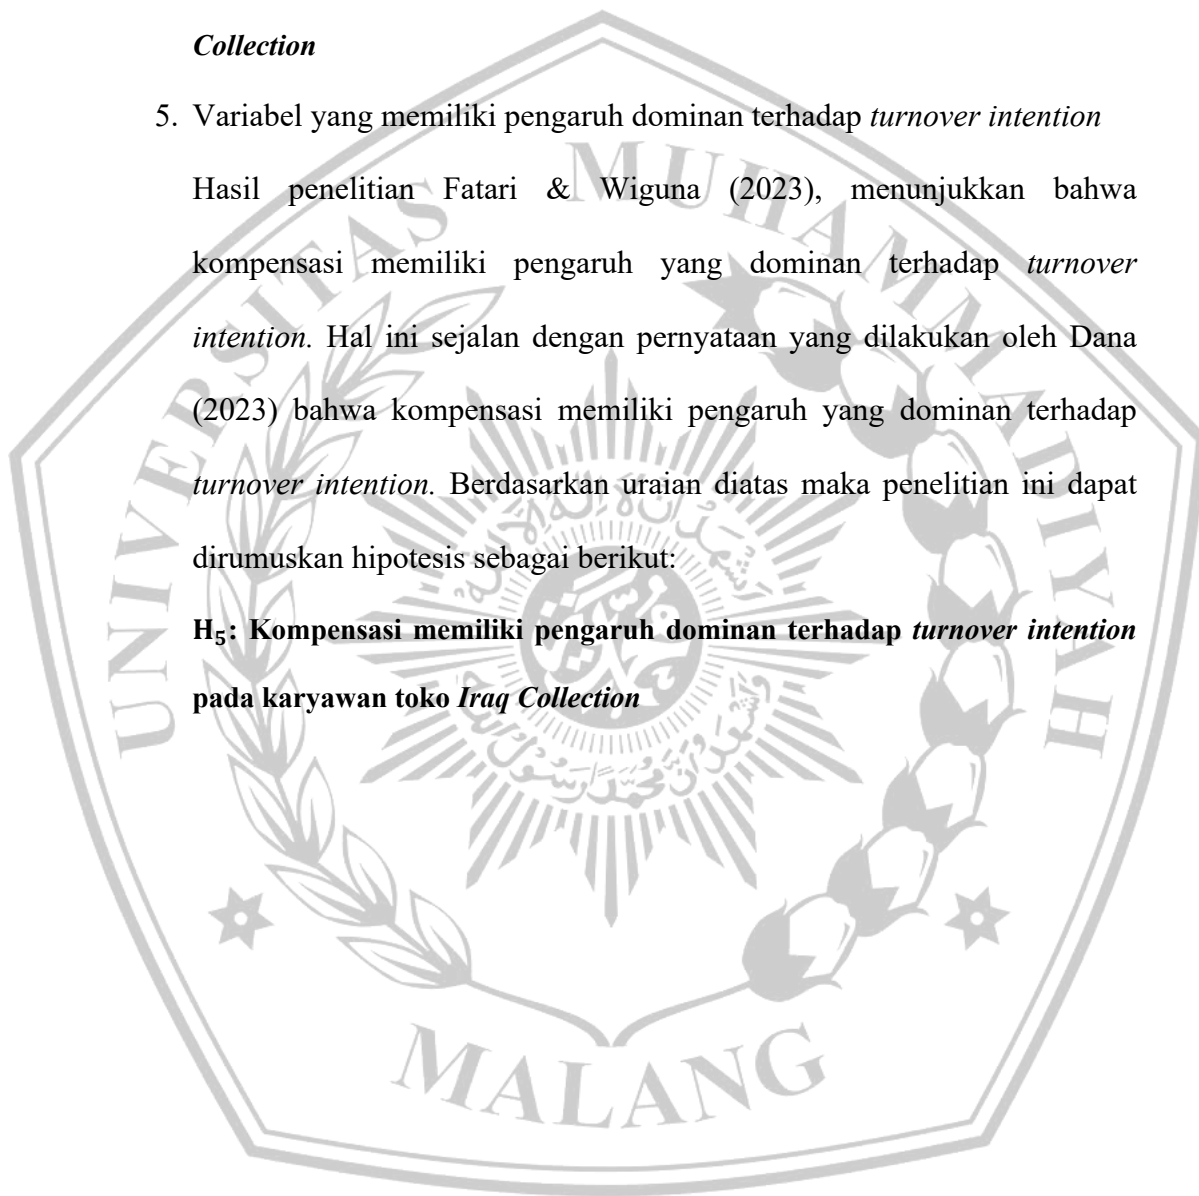 Collection
5. Variabel yang memiliki pengaruh dominan terhadap turnover intention
Hasil penelitian Fatari & Wiguna (2023), menunjukkan bahwa
kompensasi memiliki pengaruh yang dominan terhadap turnover
intention. Hal ini sejalan dengan pernyataan yang dilakukan oleh Dana
(2023) bahwa kompensasi memiliki pengaruh yang dominan terhadap
turnover intention. Berdasarkan uraian diatas maka penelitian ini dapat
dirumuskan hipotesis sebagai berikut:
H₅: Kompensasi memiliki pengaruh dominan terhadap turnover intention
pada karyawan toko Iraq Collection
UNIVERSITAS MUHAMMADIYAH
MALANG